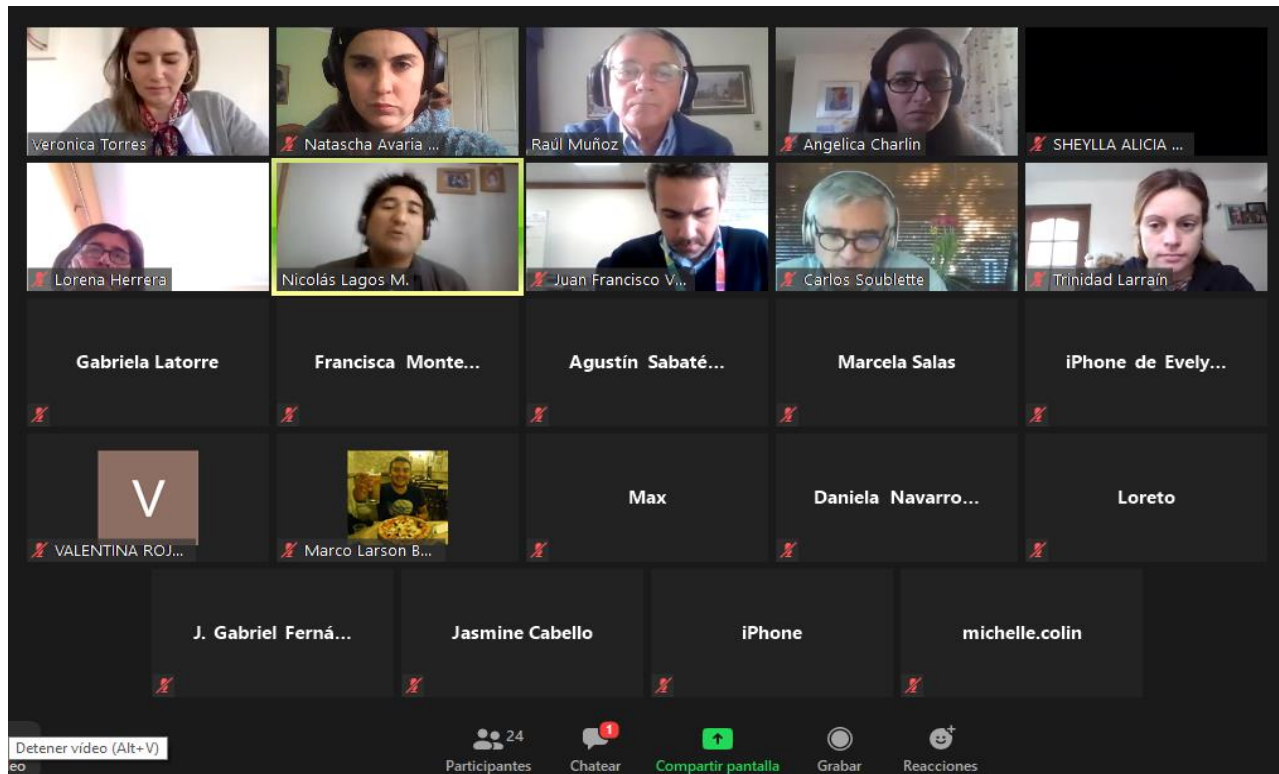 Veronica Torres
Natascha Avaria ...
Raúl Muñoz
Angelica Charlin
SHEYLLA ALICIA ...
Lorena Herrera
Nicolás Lagos M.
Juan Francisco V...
Carlos Soublette
Trinidad Larraín
Gabriela Latorre
Francisca Monte...
Agustín Sabaté...
Marcela Salas
iPhone de Evely...
V
VALENTINA ROJ...
Marco Larson B...
Max
Daniela Navarro...
Loreto
J. Gabriel Ferná...
Jasmine Cabello
iPhone
michelle.colin
Detener vídeo (Alt+V)
eo
24
Participantes
1
Chatear
Compartir pantalla
Grabar
Reacciones